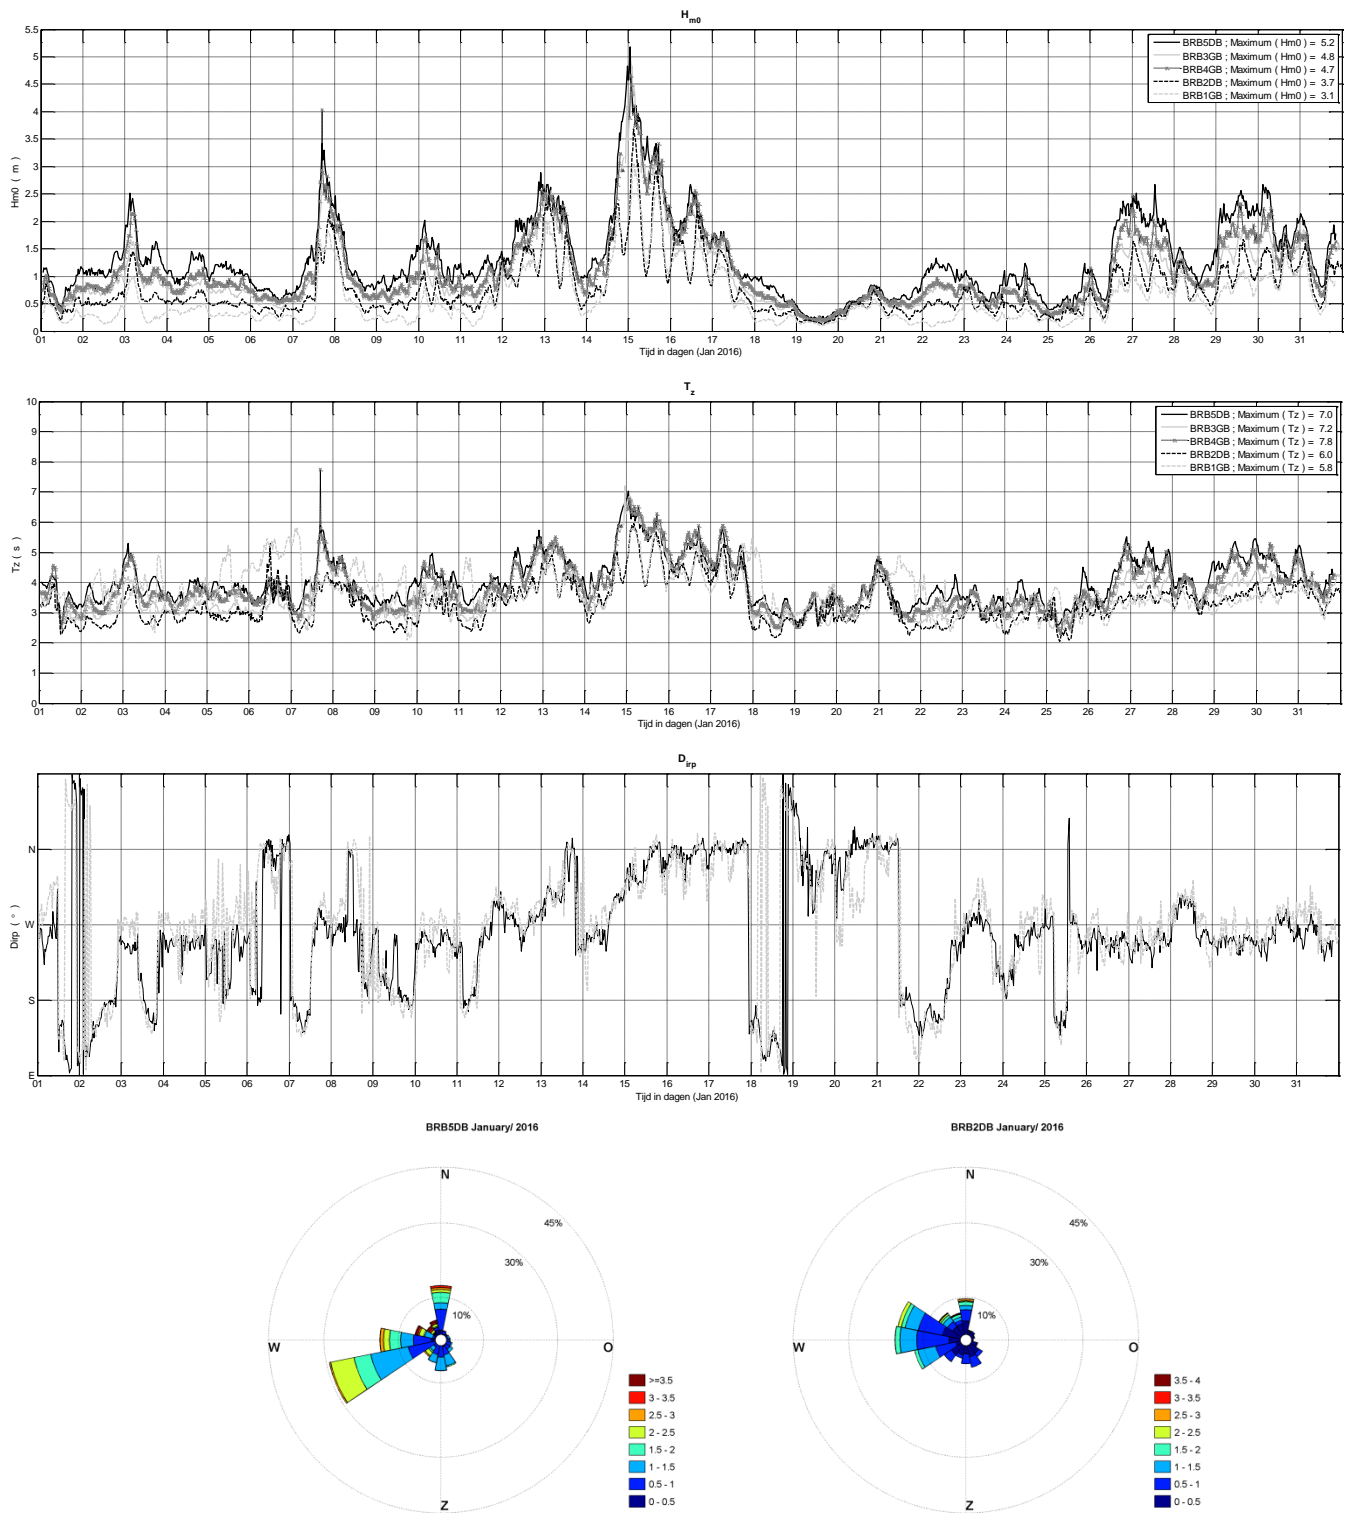 Hm0
5.5
5
4.5
4
3.5
3
2.5
2
1.5
1
0.5
0
Hm0 ( m )
BRB5DB ; Maximum ( Hm0 ) = 5.2
BRB3GB ; Maximum ( Hm0 ) = 4.8
BRB4GB ; Maximum ( Hm0 ) = 4.7
BRB2DB ; Maximum ( Hm0 ) = 3.7
BRB1GB ; Maximum ( Hm0 ) = 3.1
01 02 03 04 05 06 07 08 09 10 11 12 13 14 15 16 17 18 19 20 21 22 23 24 25 26 27 28 29 30 31
Tijd in dagen (Jan 2016)
Tz
10
9
8
7
6
5
4
3
2
1
0
Tz ( s )
BRB5DB ; Maximum ( Tz ) = 7.0
BRB3GB ; Maximum ( Tz ) = 7.2
BRB4GB ; Maximum ( Tz ) = 7.8
BRB2DB ; Maximum ( Tz ) = 6.0
BRB1GB ; Maximum ( Tz ) = 5.8
01 02 03 04 05 06 07 08 09 10 11 12 13 14 15 16 17 18 19 20 21 22 23 24 25 26 27 28 29 30 31
Tijd in dagen (Jan 2016)
Dirp
N
W
S
E
Dirp ( ° )
01 02 03 04 05 06 07 08 09 10 11 12 13 14 15 16 17 18 19 20 21 22 23 24 25 26 27 28 29 30 31
Tijd in dagen (Jan 2016)
BRB5DB January/ 2016
N
45%
30%
10%
W
O
Z
>=3.5
3 - 3.5
2.5 - 3
2 - 2.5
1.5 - 2
1 - 1.5
0.5 - 1
0 - 0.5
BRB2DB January/ 2016
N
45%
30%
10%
W
O
Z
3.5 - 4
3 - 3.5
2.5 - 3
2 - 2.5
1.5 - 2
1 - 1.5
0.5 - 1
0 - 0.5